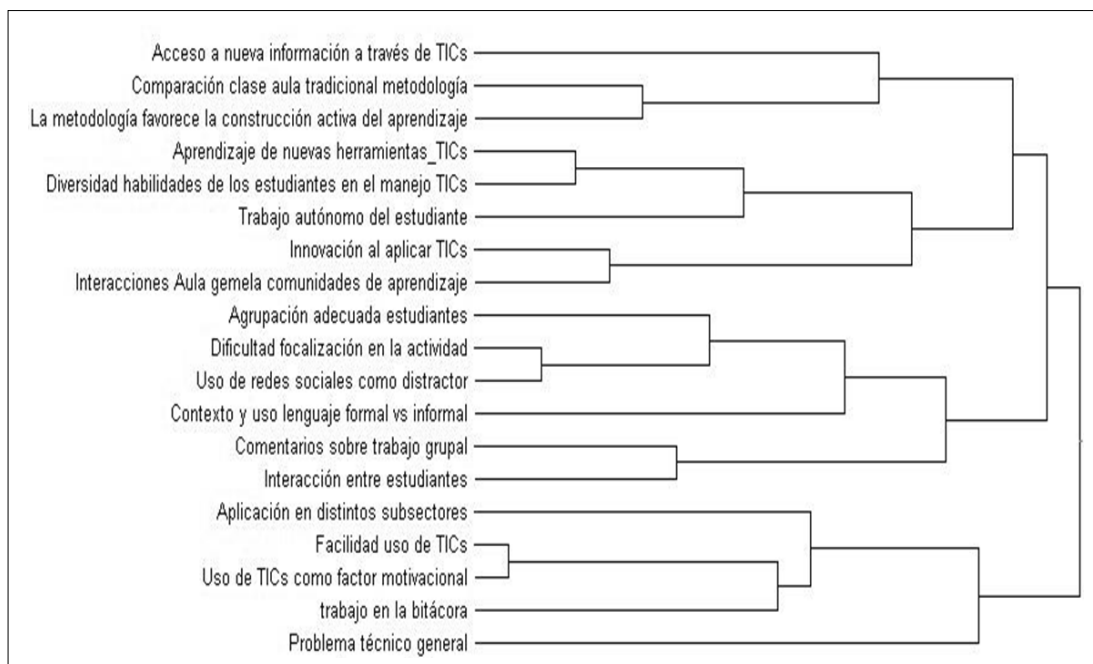 Acceso a nueva información a través de TICs
Comparación clase aula tradicional metodología
La metodología favorece la construcción activa del aprendizaje
Aprendizaje de nuevas herramientas_TICs
Diversidad habilidades de los estudiantes en el manejo TICs
Trabajo autónomo del estudiante
Innovación al aplicar TICs
Interacciones Aula gemela comunidades de aprendizaje
Agrupación adecuada estudiantes
Dificultad focalización en la actividad
Uso de redes sociales como distractor
Contexto y uso lenguaje formal vs informal
Comentarios sobre trabajo grupal
Interacción entre estudiantes
Aplicación en distintos subsectores
Facilidad uso de TICs
Uso de TICs como factor motivacional
trabajo en la bitácora
Problema técnico general